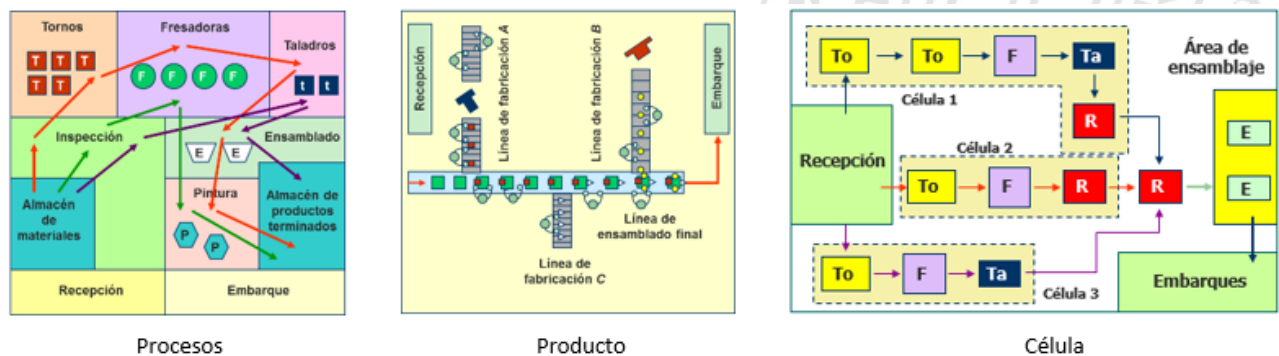 Tornos
Fresadoras
Taladros
T T T
T T
F F F F
t t
Inspección
Ensamblado
E E
Pintura
Almacén
de
materiales
Almacén de
productos
terminados
P
P
Recepción
Embarque
Procesos
Recepción
Línea de fabricación A
Línea de fabricación B
Embarque
Línea de
ensamblado final
Línea de
fabricación C
Producto
To To F Ta
Célula 1
R
Área de
ensamblaje
E
E
Recepción
Célula 2
To F R R
To F Ta
Célula 3
Embarques
Célula